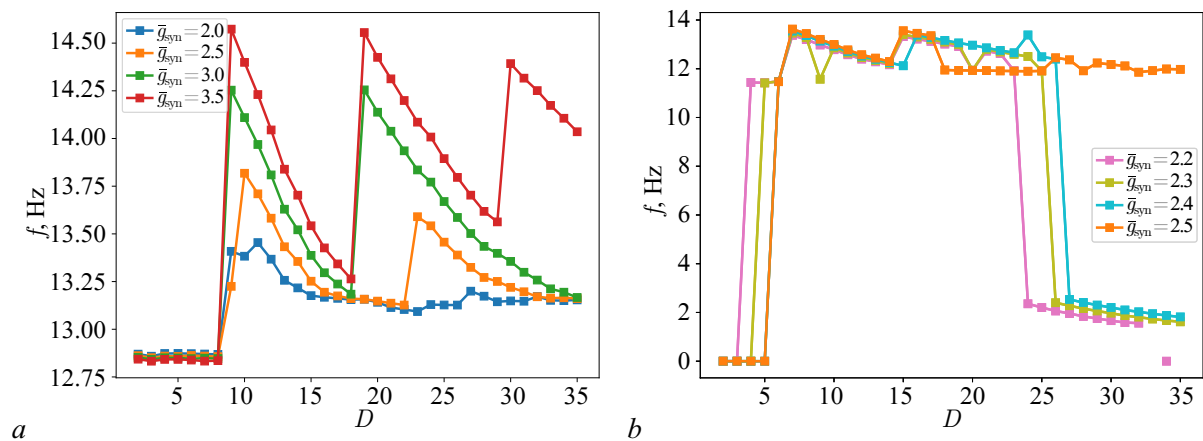 14.50
14.25
14.00
13.75
13.50
13.25
13.00
12.75
f, Hz
ḡsyn=2.0
ḡsyn=2.5
ḡsyn=3.0
ḡsyn=3.5
5
10
15
20
25
30
35
D
a
14
12
10
8
6
4
2
0
f, Hz
ḡsyn=2.2
ḡsyn=2.3
ḡsyn=2.4
ḡsyn=2.5
5
10
15
20
25
30
35
D
b